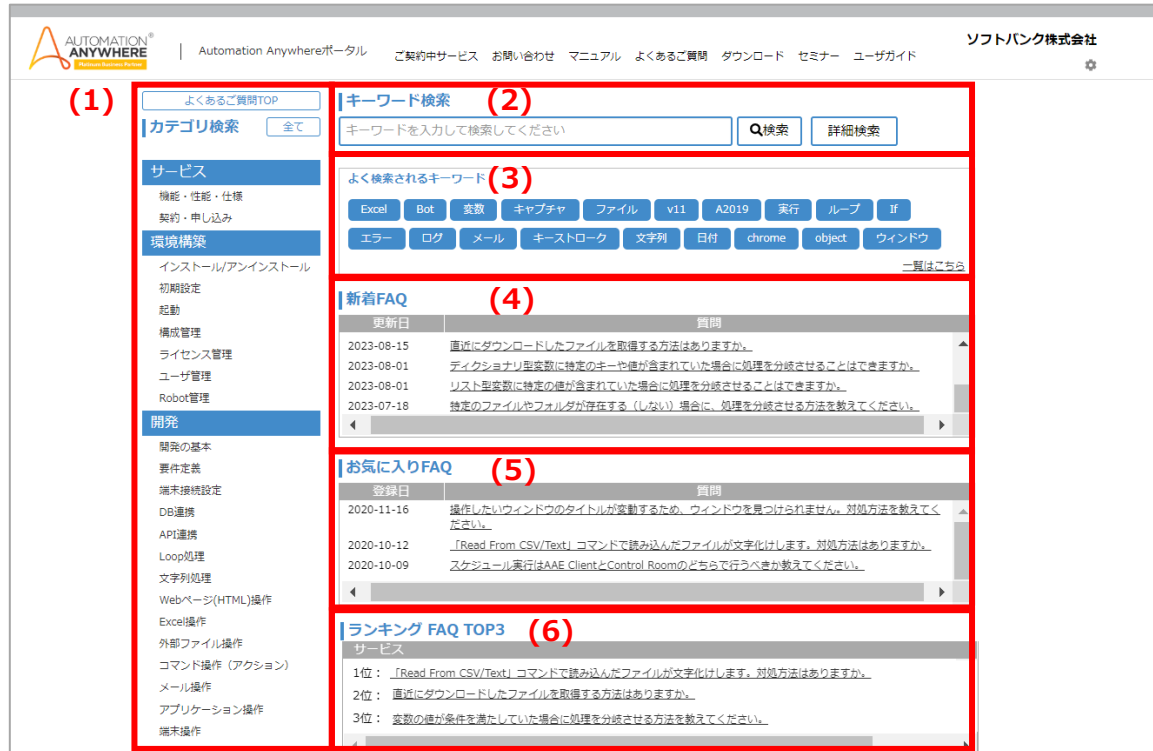 AUTOMATION®
ANYWHERE
Platinum Business Partner
Automation Anywhereポータル
ご契約中サービス お問い合わせ マニュアル よくあるご質問 ダウンロード セミナー ユーザガイド
ソフトバンク株式会社
(1)
よくあるご質問TOP
カテゴリ検索 全て
サービス
機能・性能・仕様
契約・申し込み
環境構築
インストール/アンインストール
初期設定
起動
構成管理
ライセンス管理
ユーザ管理
Robot管理
開発
開発の基本
要件定義
端末接続設定
DB連携
API連携
Loop処理
文字列処理
Webページ(HTML)操作
Excel操作
外部ファイル操作
コマンド操作（アクション）
メール操作
アプリケーション操作
端末操作
キーワード検索 (2)
キーワードを入力して検索してください 検索 詳細検索
よく検索されるキーワード (3)
Excel Bot 変数 キャプチャ ファイル v11 A2019 実行 ループ If
エラー ログ メール キーストローク 文字列 日付 chrome object ウィンドウ
一覧はこちら
新着FAQ (4)
更新日 質問
2023-08-15 直近にダウンロードしたファイルを取得する方法はありますか。
2023-08-01 ディクショナリ型変数に特定のキーや値が含まれていた場合に処理を分岐させることはできますか。
2023-08-01 リスト型変数に特定の値が含まれていた場合に処理を分岐させることはできますか。
2023-07-18 特定のファイルやフォルダが存在する（しない）場合に、処理を分岐させる方法を教えてください。
お気に入りFAQ (5)
登録日 質問
2020-11-16 操作したいウィンドウのタイトルが変動するため、ウィンドウを見つけられません。対処方法を教えてく
ださい。
2020-10-12 「Read From CSV/Text」コマンドで読み込んだファイルが文字化けします。対処方法はありますか。
2020-10-09 スケジュール実行はAAE ClientとControl Roomのどちらで行うべきか教えてください。
ランキング FAQ TOP3 (6)
サービス
1位： 「Read From CSV/Text」コマンドで読み込んだファイルが文字化けします。対処方法はありますか。
2位： 直近にダウンロードしたファイルを取得する方法はありますか。
3位： 変数の値が条件を満たしていた場合に処理を分岐させる方法を教えてください。